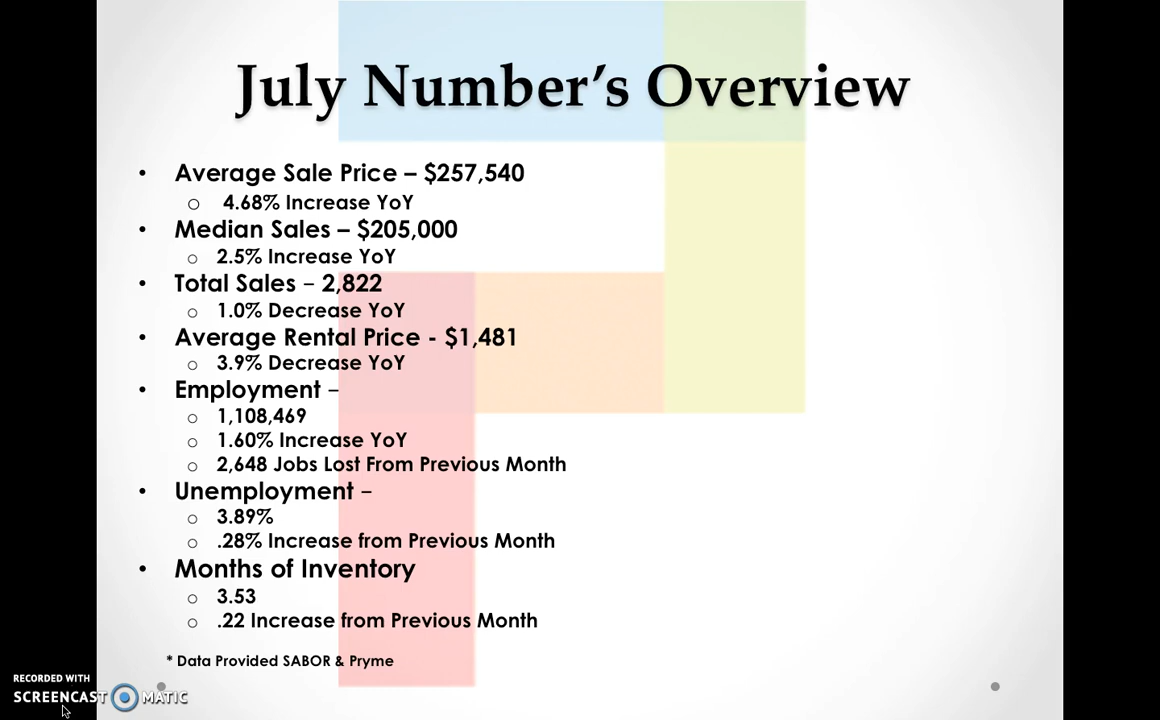 July Number’s Overview
• Average Sale Price – $257,540
o 4.68% Increase YoY
• Median Sales – $205,000
o 2.5% Increase YoY
• Total Sales – 2,822
o 1.0% Decrease YoY
• Average Rental Price - $1,481
o 3.9% Decrease YoY
• Employment –
o 1,108,469
o 1.60% Increase YoY
o 2,648 Jobs Lost From Previous Month
• Unemployment –
o 3.89%
o .28% Increase from Previous Month
• Months of Inventory
o 3.53
o .22 Increase from Previous Month
* Data Provided SABOR & Pryme
RECORDED WITH
SCREENCAST MATIC